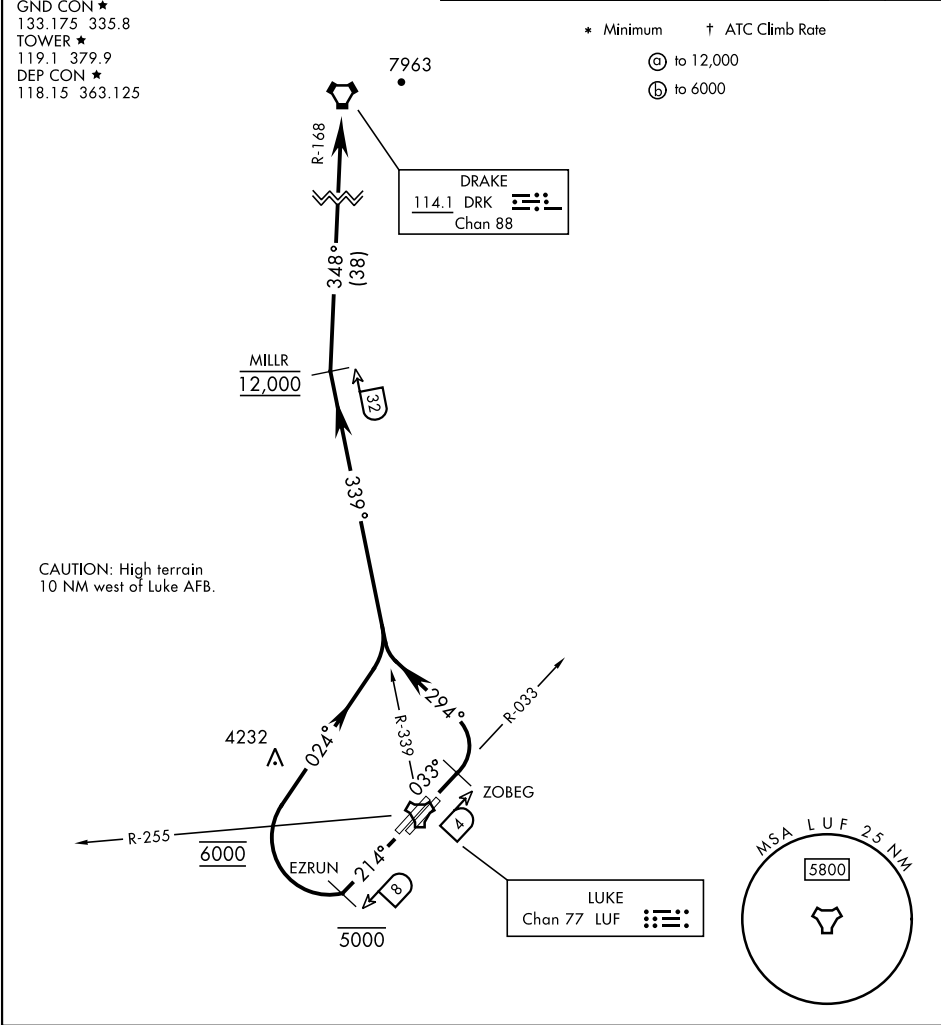 GND CON ★
133.175 335.8
TOWER ★
119.1 379.9
DEP CON ★
118.15 363.125
* Minimum † ATC Climb Rate
ⓐ to 12,000
ⓑ to 6000
7963
R-168
DRAKE
114.1 DRK
Chan 88
348°
(38)
MILLR
12,000
32
339°
CAUTION: High terrain
10 NM west of Luke AFB.
294°
R-033
R-339
024°
4232
033°
ZOBEG
4
R-255
6000
EZRUN
214°
8
5000
LUKE
Chan 77 LUF
MSA LUF 25 NM
5800